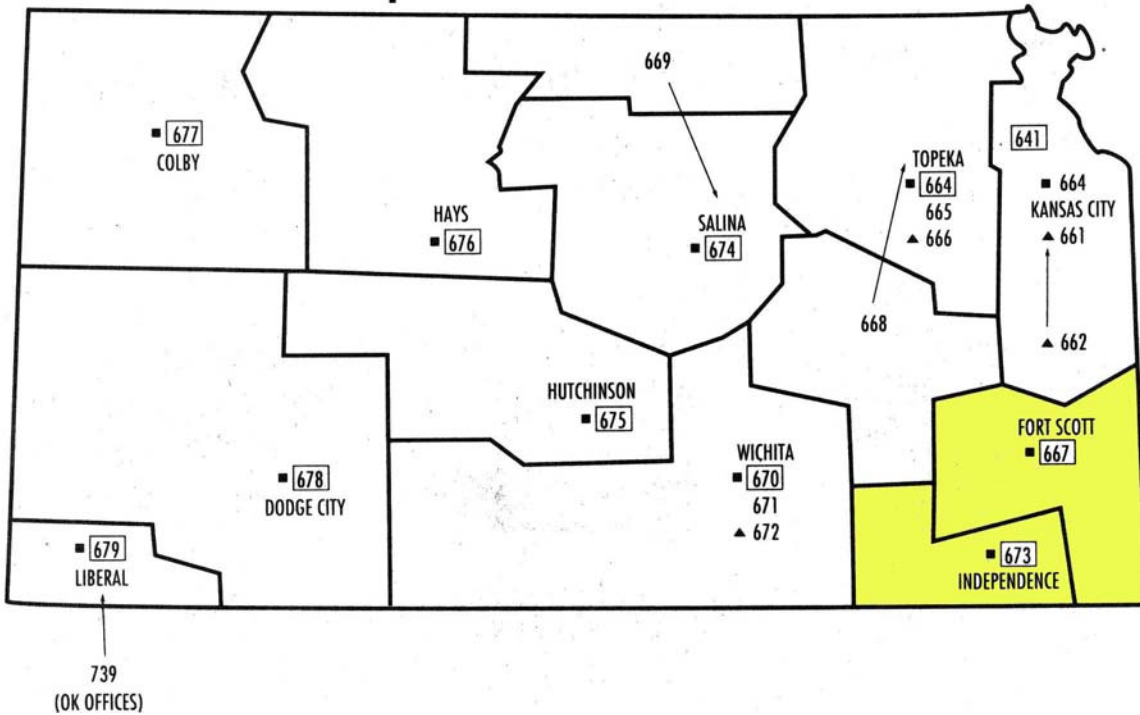 669
677
COLBY
641
TOPEKA
664
665
666
664
KANSAS CITY
661
HAYS
676
SALINA
674
668
662
HUTCHINSON
675
FORT SCOTT
667
WICHITA
670
671
672
678
DODGE CITY
679
LIBERAL
673
INDEPENDENCE
739
(OK OFFICES)